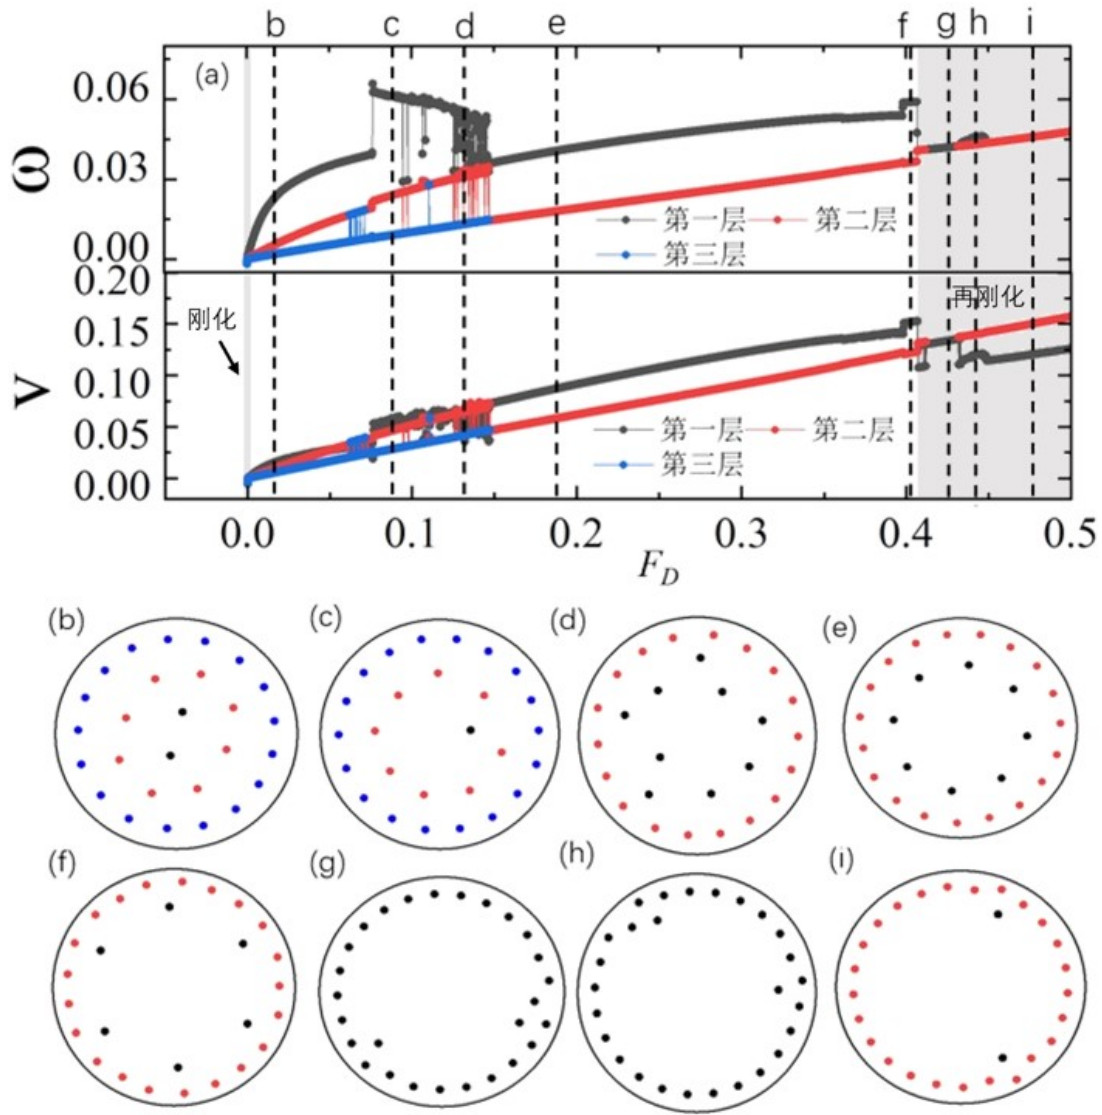 b c d e f g h i
(a)
0.06
ω
0.03
0.00
第一层 第二层
第三层
0.20
刚化
再刚化
0.15
V
0.10
0.05
第一层 第二层
第三层
0.00
0.0 0.1 0.2 0.3 0.4 0.5
F_D
(b) (c) (d) (e)
(f) (g) (h) (i)